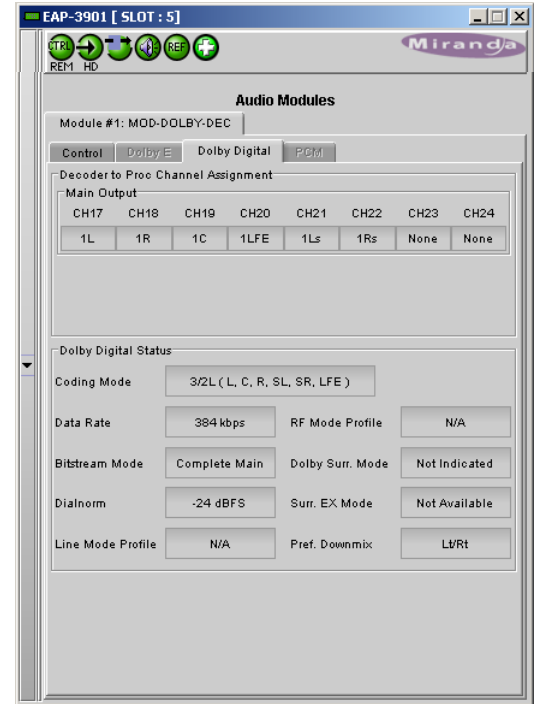 EAP-3901 [ SLOT : 5]
CTRL REF
REM HD
Miranda
Audio Modules
Module #1: MOD-DOLBY-DEC
Control Dolby E Dolby Digital PCM
Decoder to Proc Channel Assignment
Main Output
CH17 CH18 CH19 CH20 CH21 CH22 CH23 CH24
1L 1R 1C 1LFE 1Ls 1Rs None None
Dolby Digital Status
Coding Mode 3/2L ( L, C, R, SL, SR, LFE )
Data Rate 384 kbps RF Mode Profile N/A
Bitstream Mode Complete Main Dolby Surr. Mode Not Indicated
Dialnorm -24 dBFS Surr. EX Mode Not Available
Line Mode Profile N/A Pref. Downmix Lt/Rt